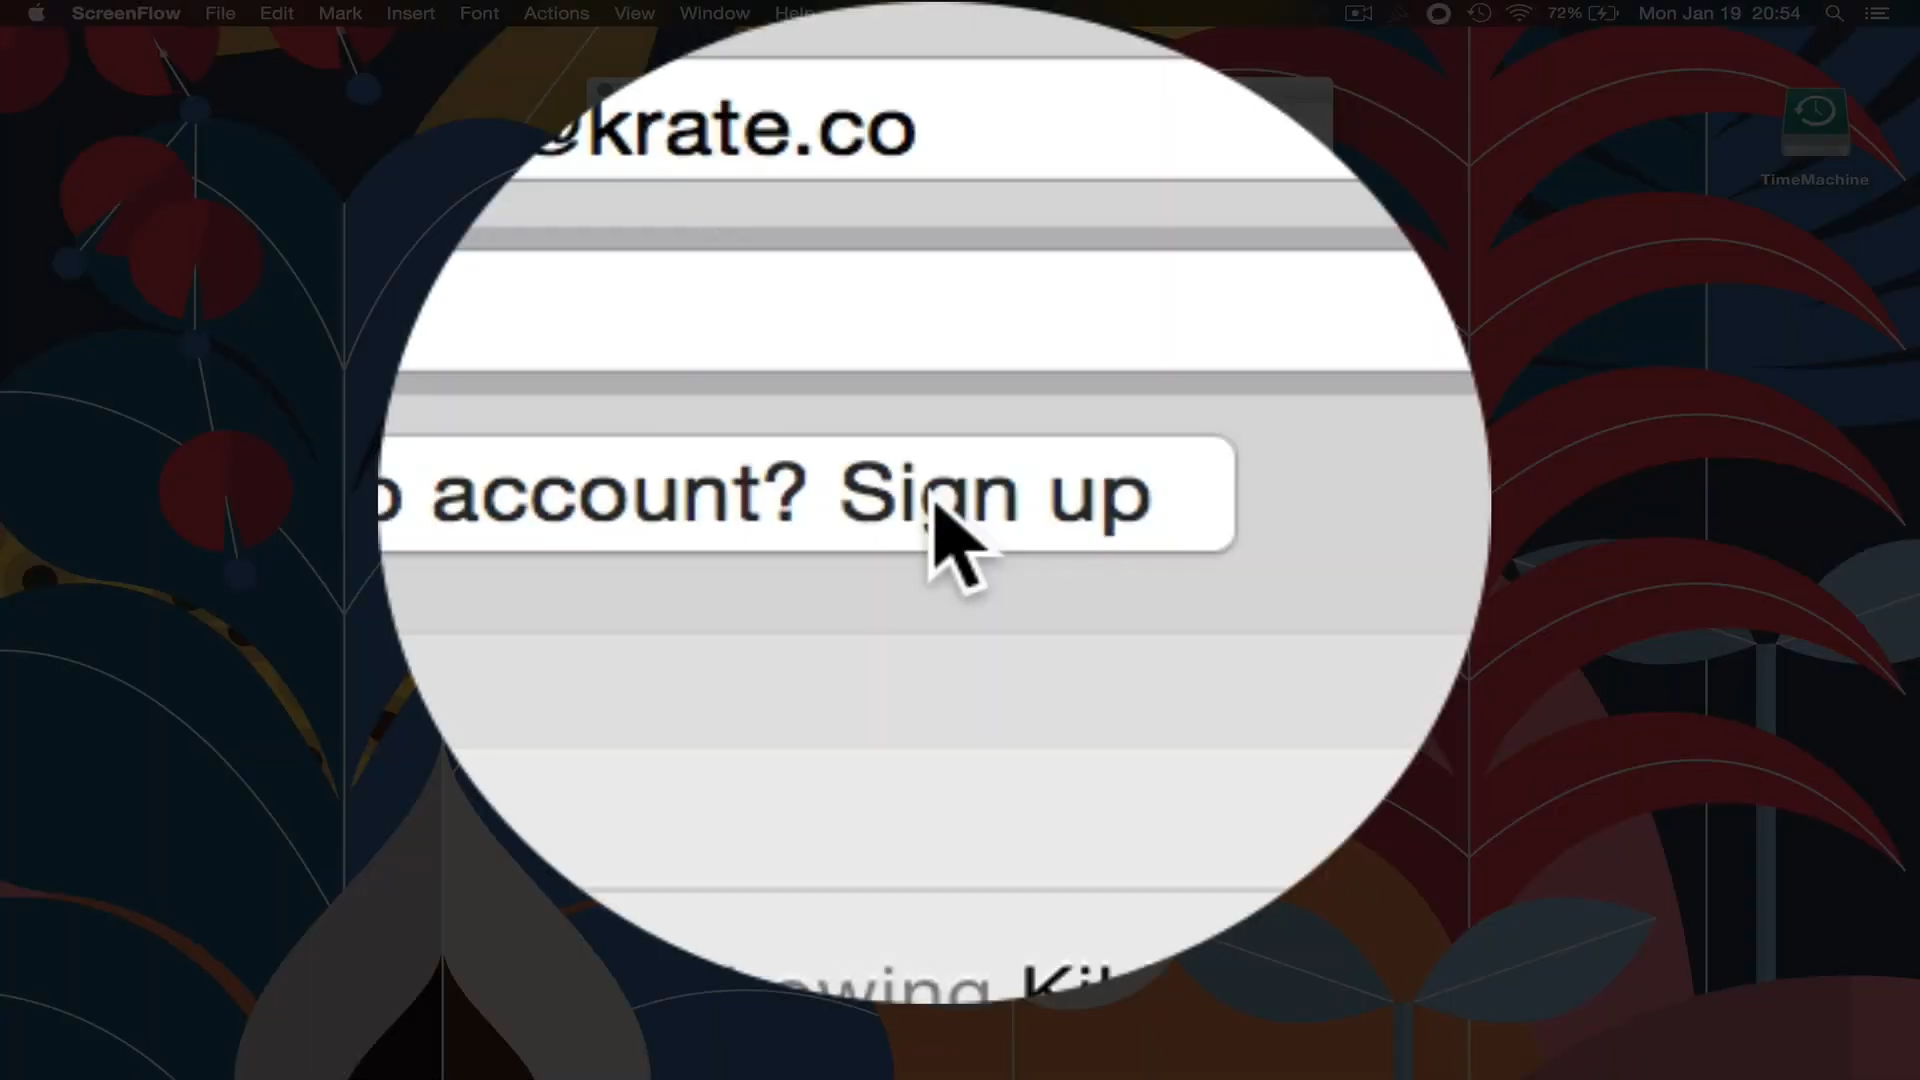 ScreenFlow File Edit Mark Insert Font Actions View Window Help 72% Mon Jan 19 20:54
@krate.co
TimeMachine
account? Sign up